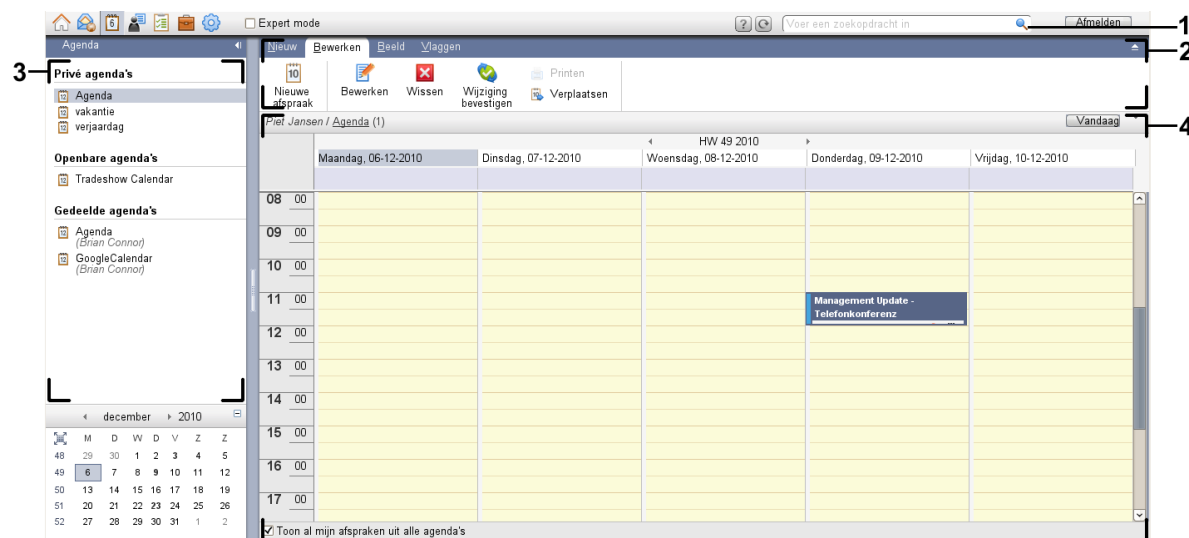 Expert mode
Voer een zoekopdracht in
Afmelden
1
Agenda
Nieuw Bewerken Beeld Vlaggen
2
3
Privé agenda's
Agenda
vakantie
verjaardag
Openbare agenda's
Tradeshow Calendar
Gedeelde agenda's
Agenda
(Brian Connor)
GoogleCalendar
(Brian Connor)
10
Nieuwe
afspraak
Bewerken
Wissen
Wijziging
bevestigen
Printen
Verplaatsen
Piet Jansen / Agenda (1)
Vandaag
4
HW 49 2010
Maandag, 06-12-2010 Dinsdag, 07-12-2010 Woensdag, 08-12-2010 Donderdag, 09-12-2010 Vrijdag, 10-12-2010
08 00
09 00
10 00
11 00
Management Update -
Telefonkonferenz
12 00
13 00
14 00
15 00
16 00
17 00
Toon al mijn afspraken uit alle agenda's
december 2010
M D W D V Z Z
48 29 30 1 2 3 4 5
49 6 7 8 9 10 11 12
50 13 14 15 16 17 18 19
51 20 21 22 23 24 25 26
52 27 28 29 30 31 1 2